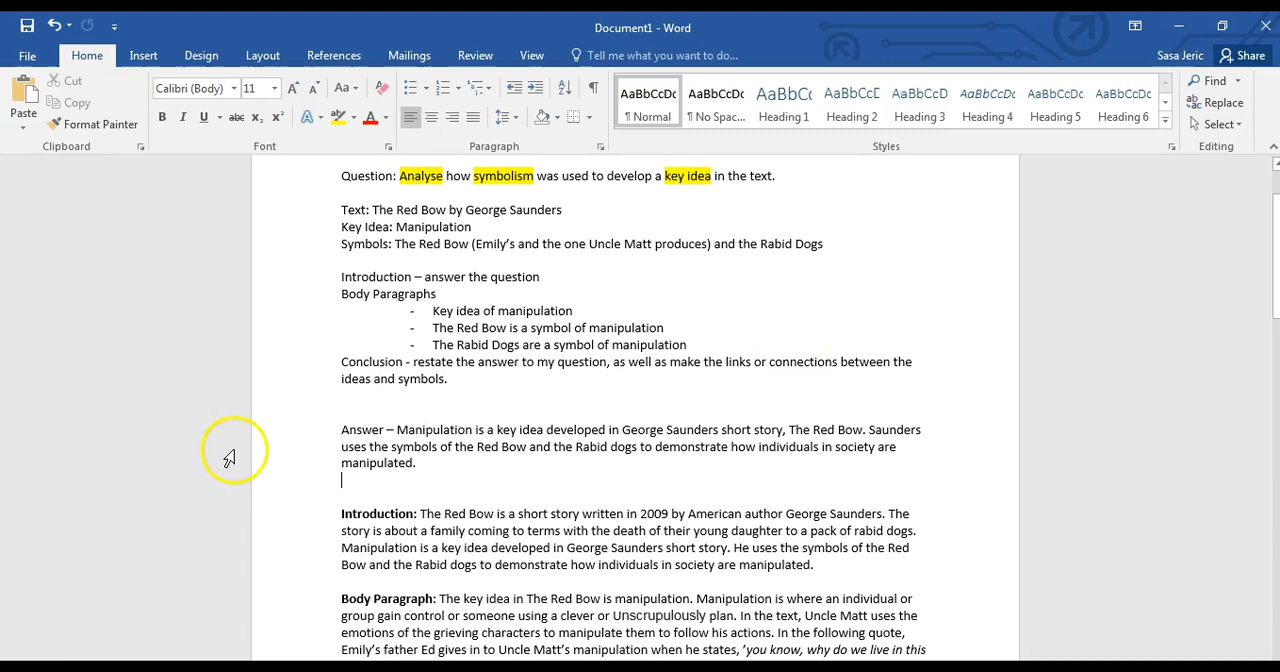 Document1 - Word
File Home Insert Design Layout References Mailings Review View Tell me what you want to do... Sasa Jeric Share
Paste
Cut
Copy
Format Painter
Clipboard
Calibri (Body) 11 Aa
B I U abc x₂ x² A A
Font
Paragraph
AaBbCcDc AaBbCcDc AaBbC AaBbCcD AaBbCcD AaBbCcDc AaBbCcDc AaBbCcDc
¶ Normal ¶ No Spac... Heading 1 Heading 2 Heading 3 Heading 4 Heading 5 Heading 6
Styles
Find
Replace
Select
Editing
Question: Analyse how symbolism was used to develop a key idea in the text.
Text: The Red Bow by George Saunders
Key Idea: Manipulation
Symbols: The Red Bow (Emily's and the one Uncle Matt produces) and the Rabid Dogs
Introduction – answer the question
Body Paragraphs
- Key idea of manipulation
- The Red Bow is a symbol of manipulation
- The Rabid Dogs are a symbol of manipulation
Conclusion - restate the answer to my question, as well as make the links or connections between the
ideas and symbols.
Answer – Manipulation is a key idea developed in George Saunders short story, The Red Bow. Saunders
uses the symbols of the Red Bow and the Rabid dogs to demonstrate how individuals in society are
manipulated.
Introduction: The Red Bow is a short story written in 2009 by American author George Saunders. The
story is about a family coming to terms with the death of their young daughter to a pack of rabid dogs.
Manipulation is a key idea developed in George Saunders short story. He uses the symbols of the Red
Bow and the Rabid dogs to demonstrate how individuals in society are manipulated.
Body Paragraph: The key idea in The Red Bow is manipulation. Manipulation is where an individual or
group gain control or someone using a clever or Unscrupulously plan. In the text, Uncle Matt uses the
emotions of the grieving characters to manipulate them to follow his actions. In the following quote,
Emily's father Ed gives in to Uncle Matt's manipulation when he states, 'you know, why do we live in this